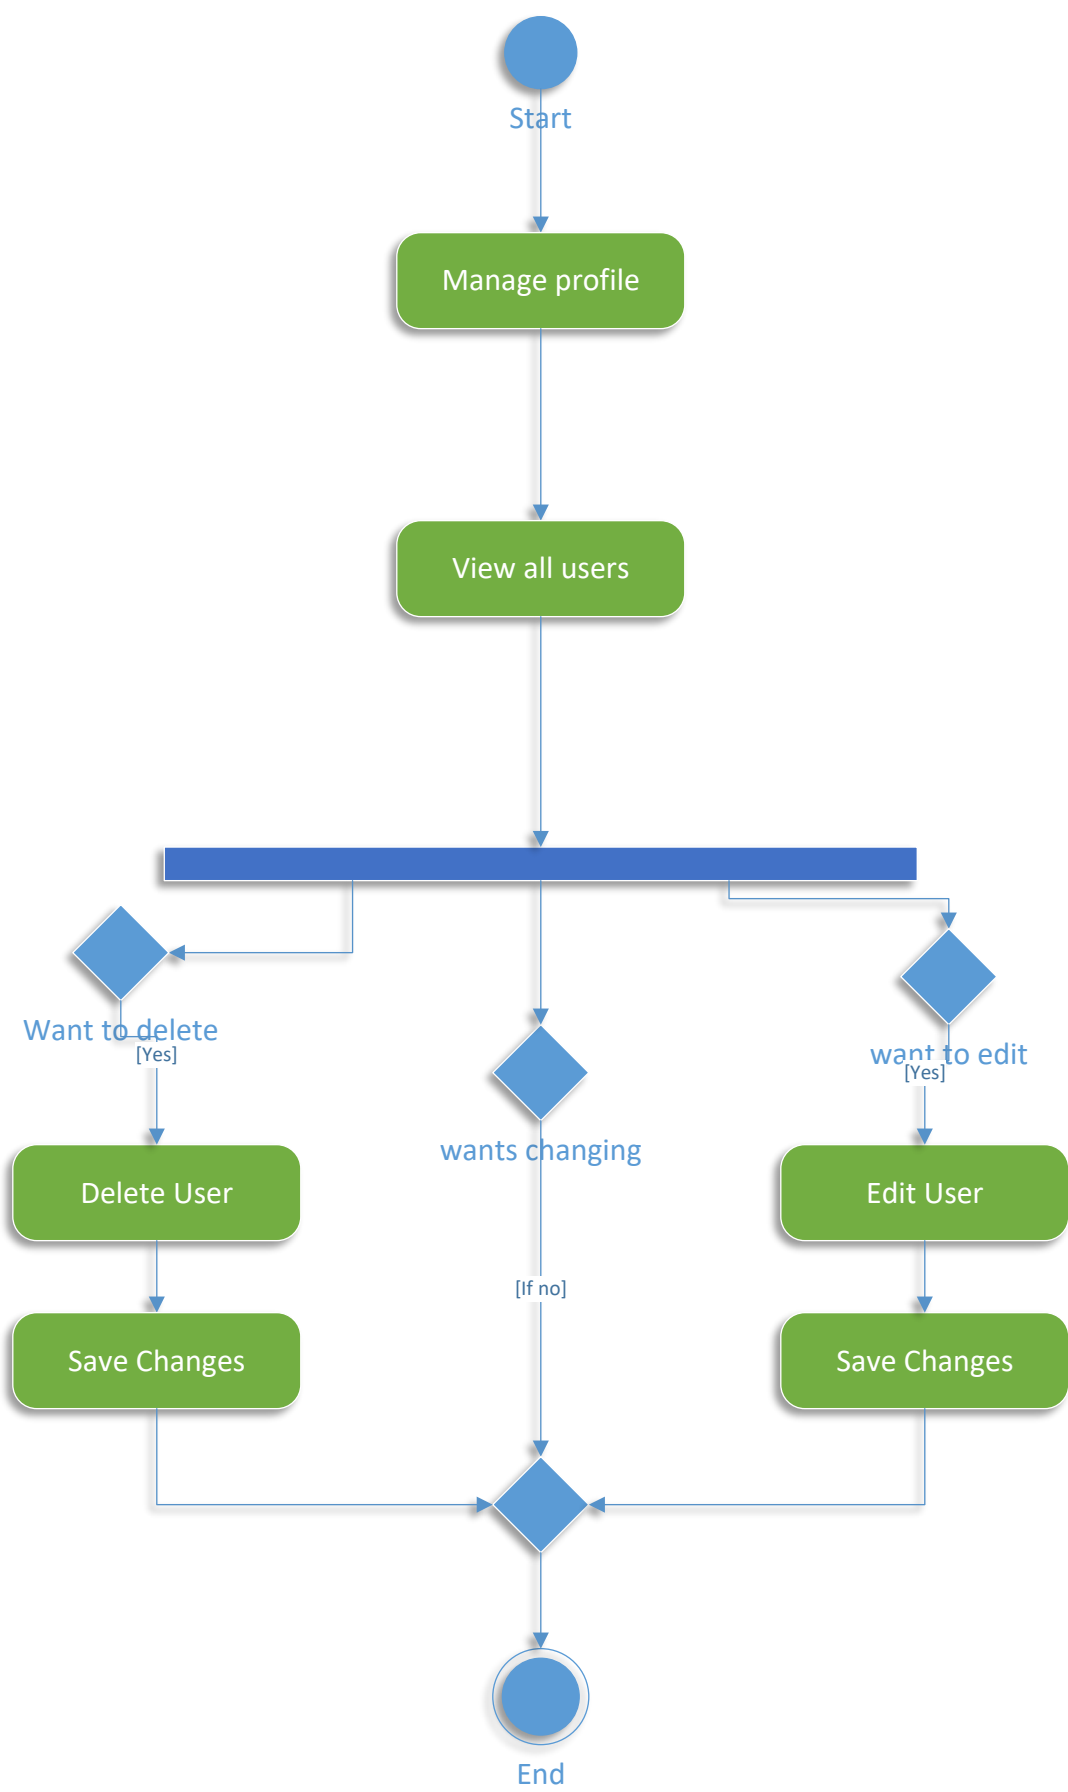 Start
Manage profile
View all users
Want to delete
[Yes]
want to edit
[Yes]
wants changing
Delete User
Edit User
[If no]
Save Changes
Save Changes
End